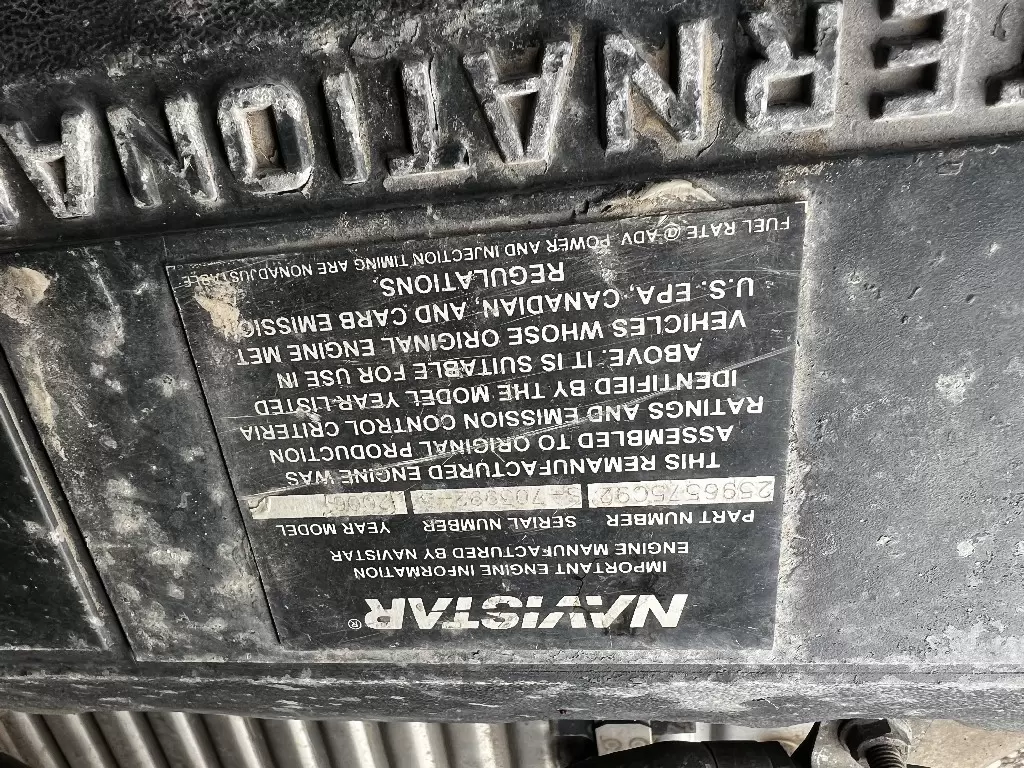 NAVISTAR®
IMPORTANT ENGINE INFORMATION
ENGINE MANUFACTURED BY NAVISTAR
PART NUMBER SERIAL NUMBER YEAR MODEL
2596575C92
THIS REMANUFACTURED ENGINE WAS
ASSEMBLED TO ORIGINAL PRODUCTION
RATINGS AND EMISSION CONTROL CRITERIA
IDENTIFIED BY THE MODEL YEAR LISTED
ABOVE. IT IS SUITABLE FOR USE IN
VEHICLES WHOSE ORIGINAL ENGINE MET
U.S. EPA, CANADIAN, AND CARB EMISSION
REGULATIONS.
FUEL RATE @ ADV. POWER AND INJECTION TIMING ARE NONADJUSTABLE
ERNATIONA